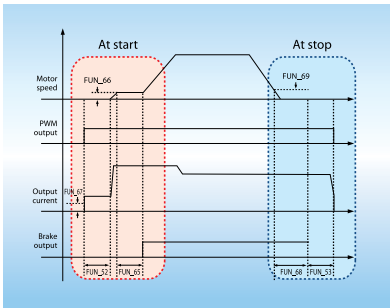 At start
At stop
FUN_66
FUN_69
Motor
speed
PWM
output
FUN_67
Output
current
Brake
output
FUN_52
FUN_65
FUN_68
FUN_53